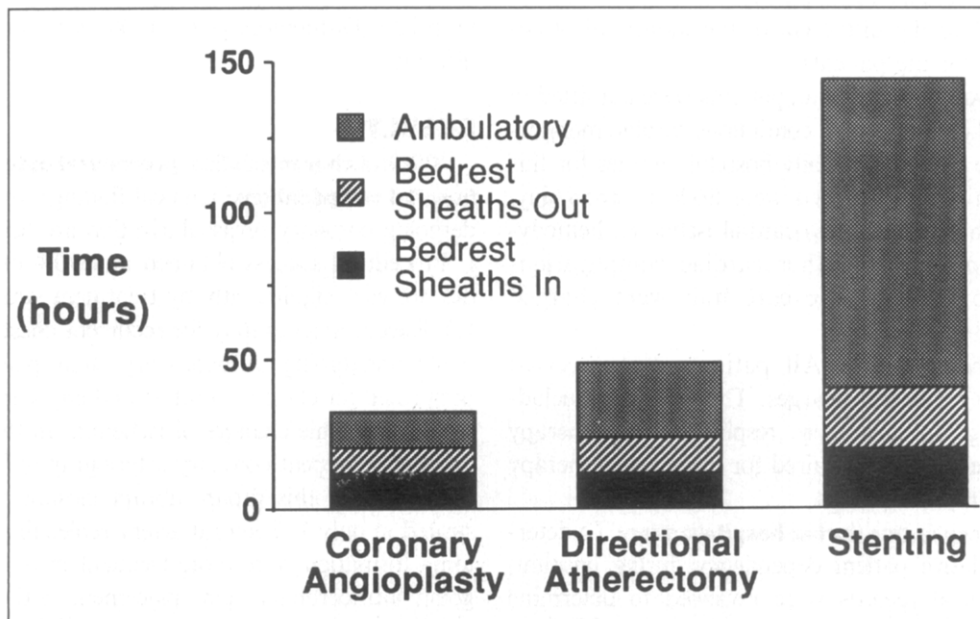 150
100
50
0
Time
(hours)
Ambulatory
Bedrest
Sheaths Out
Bedrest
Sheaths In
Coronary
Angioplasty
Directional
Atherectomy
Stenting